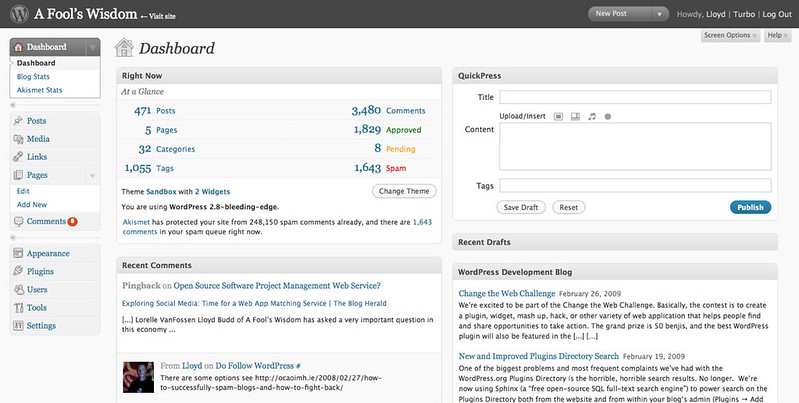 A Fool's Wisdom ← Visit site
New Post
Howdy, Lloyd | Turbo | Log Out
Screen Options
Help
Dashboard
Dashboard
Blog Stats
Akismet Stats
Posts
Media
Links
Pages
Edit
Add New
Comments 8
Appearance
Plugins
Users
Tools
Settings
Dashboard
Right Now
At a Glance
471 Posts 3,480 Comments
5 Pages 1,829 Approved
32 Categories 8 Pending
1,055 Tags 1,643 Spam
Theme Sandbox with 2 Widgets
Change Theme
You are using WordPress 2.8-bleeding-edge.
Akismet has protected your site from 248,150 spam comments already, and there are 1,643
comments in your spam queue right now.
Recent Comments
Pingback on Open Source Software Project Management Web Service?
Exploring Social Media: Time for a Web App Matching Service | The Blog Herald
[...] Lorelle VanFossen Lloyd Budd of A Fool's Wisdom has asked a very important question in
this economy ...
From Lloyd on Do Follow WordPress #
There are some options see http://ocaoimh.ie/2008/02/27/how-
to-successfully-spam-blogs-and-how-to-fight-back/
QuickPress
Title
Upload/Insert
Content
Tags
Save Draft
Reset
Publish
Recent Drafts
WordPress Development Blog
Change the Web Challenge February 26, 2009
We're excited to be part of the Change the Web Challenge. Basically, the contest is to create
a plugin, widget, mash up, hack, or other variety of web application that helps people find
and share opportunities to take action. The grand prize is 50 benjis, and the best WordPress
plugin will also be featured in the [...] [...]
New and Improved Plugins Directory Search February 19, 2009
One of the biggest problems and most frequent complaints we've had with the
WordPress.org Plugins Directory is the horrible, horrible search results. No longer. We're
now using Sphinx (a "free open-source SQL full-text search engine") to power search on the
Plugins Directory both from the website and from within your blog's admin (Plugins → Add